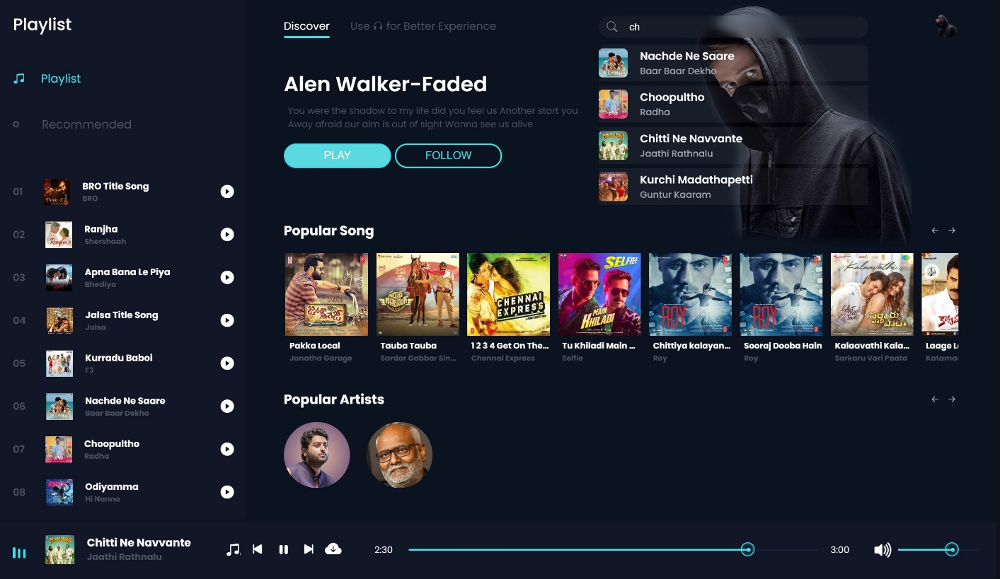 Playlist
Playlist
Recommended
01
BRO Title Song
BRO
02
Ranjha
Shershaah
03
Apna Bana Le Piya
Bhediya
04
Jalsa Title Song
Jalsa
05
Kurradu Baboi
F3
06
Nachde Ne Saare
Baar Baar Dekho
07
Choopultho
Radha
08
Odiyamma
Hi Nanna
Discover
Use for Better Experience
ch
Nachde Ne Saare
Baar Baar Dekho
Choopultho
Radha
Chitti Ne Navvante
Jaathi Rathnalu
Kurchi Madathapetti
Guntur Kaaram
Alen Walker-Faded
You were the shadow to my life did you feel us Another start you
Away afraid our aim is out of sight Wanna see us alive
PLAY
FOLLOW
Popular Song
CHENNAI
EXPRESS
SELFIEE
MAIN
KHILADI
ROY
ROY
Kalaavathi...
Pakka Local
Janatha Garage
Tauba Tauba
Sardar Gabbar Sin...
1 2 3 4 Get On The...
Chennai Express
Tu Khiladi Main ...
Selfie
Chittiya kalayan...
Roy
Sooraj Dooba Hain
Roy
Kalaavathi Kala...
Sarkaru Vari Paata
Laage L
Katamar
Popular Artists
Chitti Ne Navvante
Jaathi Rathnalu
2:30
3:00